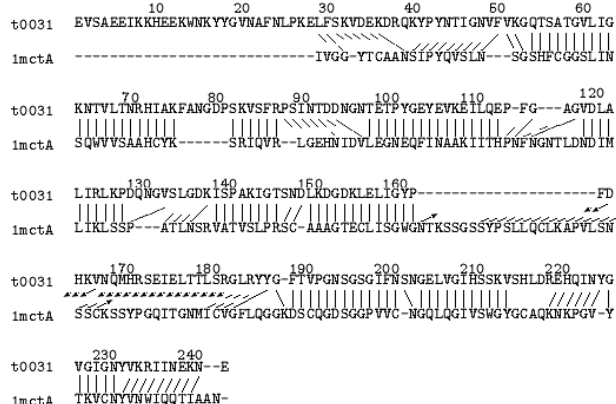 10 20 30 40 50 60
t0031 EVSAEEIKKHEEKWNKYYGVNAFNLPKELFSKVDEKDRQKYPYNTIGNVFVKGQTSATGVLIG
1mctA ----------------------------IVGG-YTCAANSIPYQVSLN---SGSHFCGGSLIN
70 80 90 100 110 120
t0031 KNTVLTNRHIAKFANGDPSKVSFRPSINTDDNGNTETPYGEYEVKEILQEP-FG---AGVDLA
1mctA SQWVVSAAHCYK------SRIQVR--LGEHNIDVLEGNEQFINAAKIITHPNFNGNTLDNDIM
130 140 150 160
t0031 LIRLKPDQNGVSLGDKISPAKIGTSNDLKDGDKLELIGYP---------------------FD
1mctA LIKLSSP----ATLNSRVATVSLPRSC-AAAGTECLISGWGNTKSSGSSYPSLLQCLKAPVLSN
170 180 190 200 210 220
t0031 HKVNQMHRSEIELTTLSRGLRYYG-FTVPGNSGSGIFNSNGELVGIHSSKVSHLDREHQINYG
1mctA SSCKSSYPGQITGNMICVGFLQGGKDSCQGDSGGPVVC-NGQLQGIVSWGYGCAQKNKPGV-Y
230 240
t0031 VGIGNYVKRIINEKN--E
1mctA TKVCNYVNWIQQTIAAN-